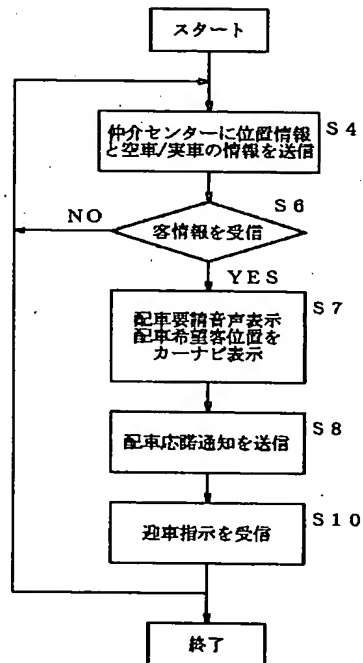 スタート
仲介センターに位置情報
と空車/実車の情報を送信
S4
S6
NO
客情報を受信
YES
S7
配車要請音声表示
配車希望客位置を
カーナビ表示
S8
配車応諾通知を送信
S10
迎車指示を受信
終了